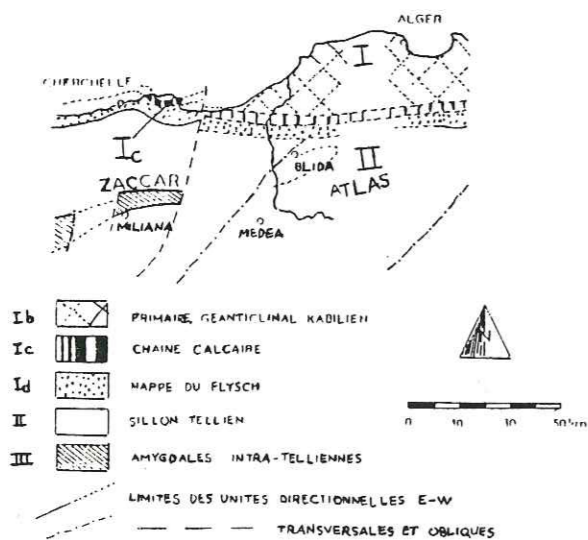 ALGER
I
CHERCHELLE
Ic
II
BLIDA
ATLAS
ZACCAR
MILIANA
MEDEA
Ib PRIMAIRE, GEANTICLINAL KABILIEN
Ic CHAINE CALCAIRE
Id NAPPE DU FLYSCH
II SILLON TELLIEN
III AMYGDALES INTRA-TELLIENNES
LIMITES DES UNITES DIRECTIONNELLES E-W
TRANSVERSALES ET OBLIQUES
N
0 10 30 50 km